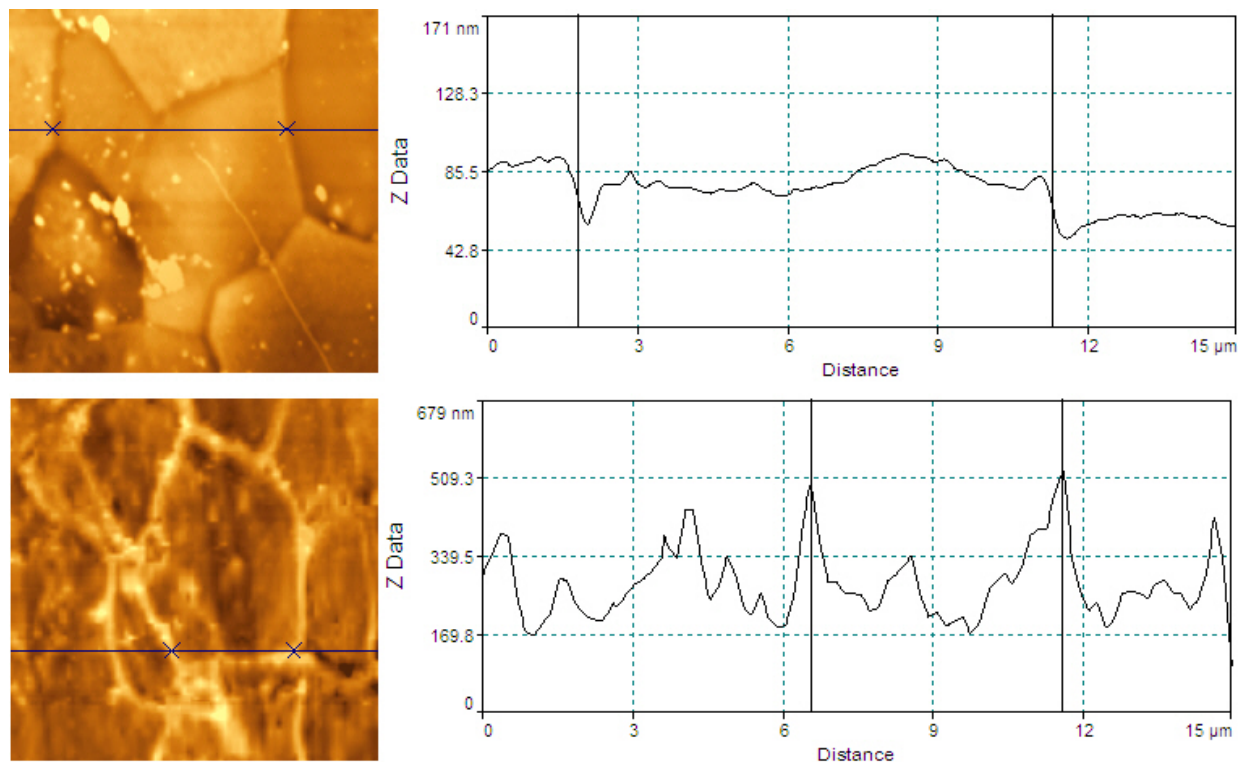 171 nm
128.3
85.5
42.8
0
Z Data
0 3 6 9 12 15 µm
Distance
679 nm
509.3
339.5
169.8
0
Z Data
0 3 6 9 12 15 µm
Distance